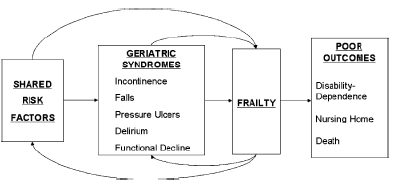 SHARED
RISK
FACTORS
GERIATRIC
SYNDROMES
Incontinence
Falls
Pressure Ulcers
Delirium
Functional Decline
FRAILTY
POOR
OUTCOMES
Disability-
Dependence
Nursing Home
Death